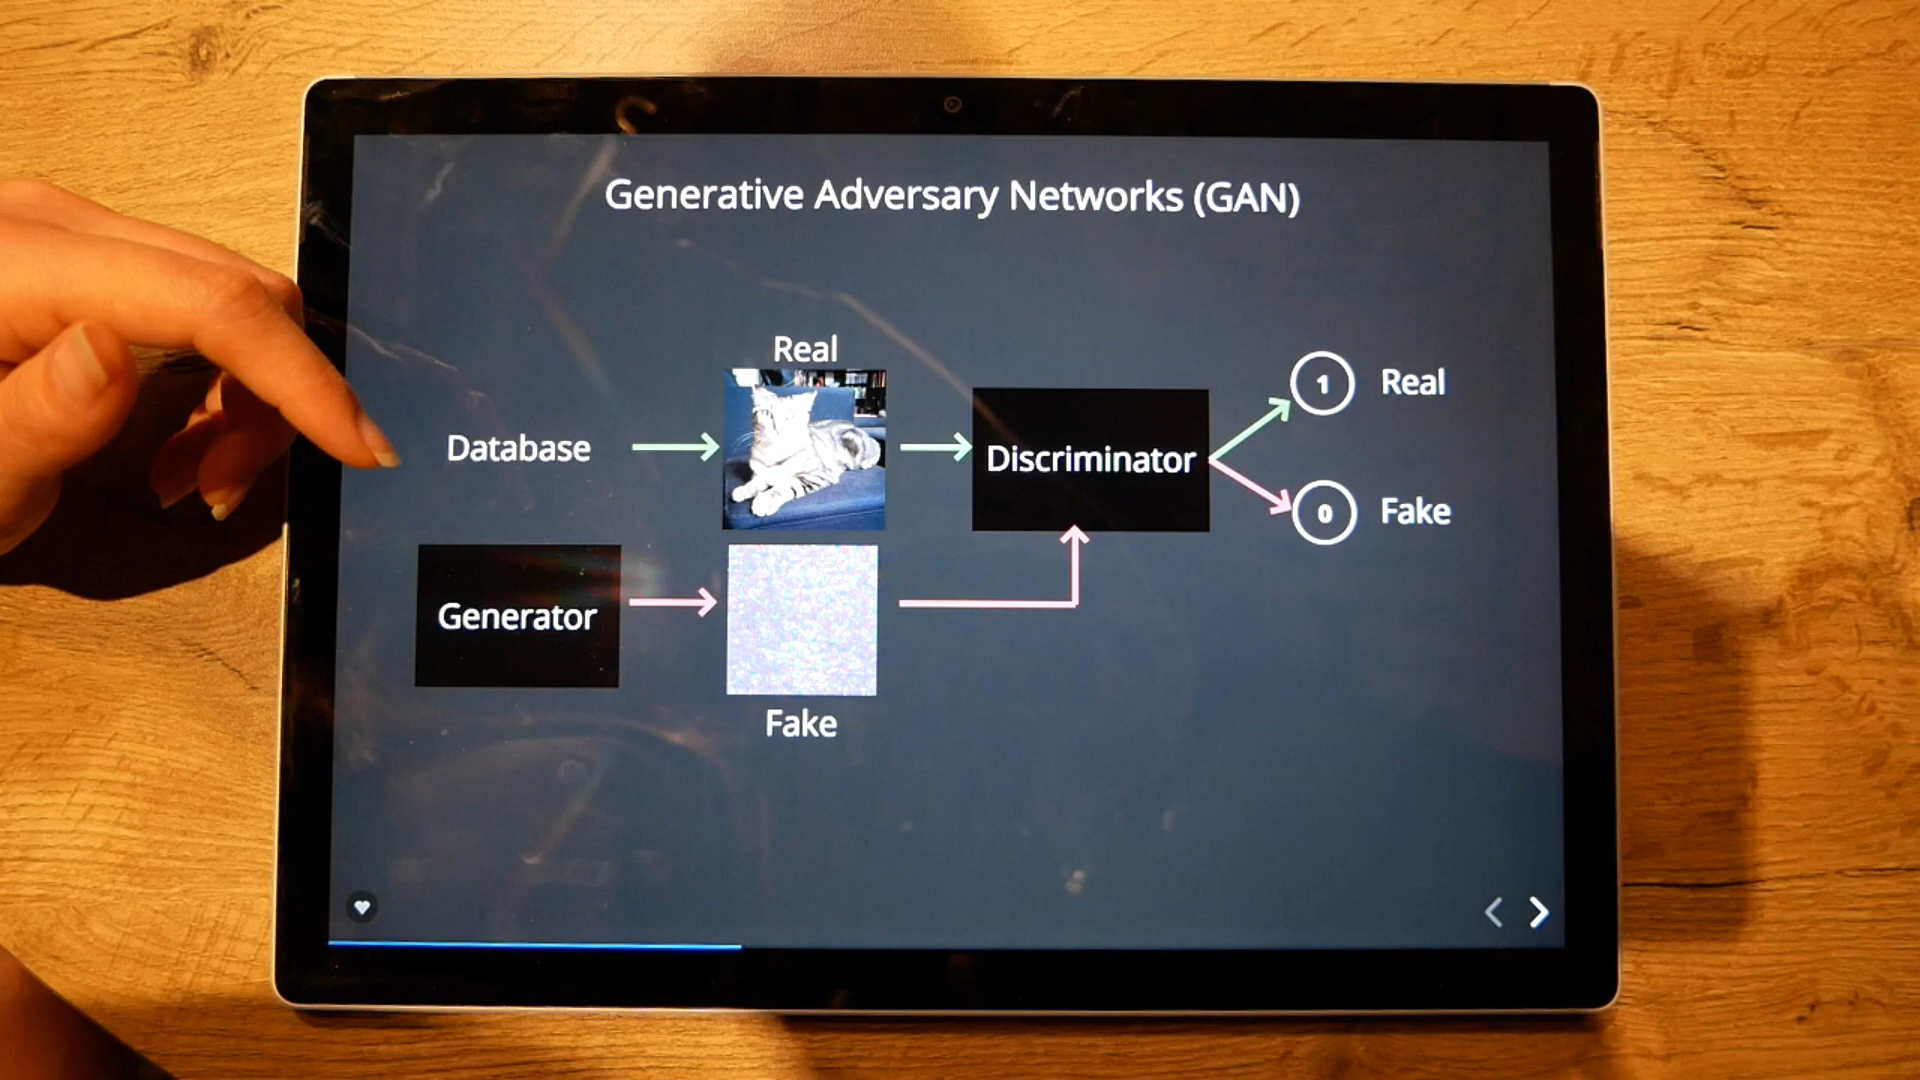 Generative Adversary Networks (GAN)
Real
Database
Discriminator
1 Real
0 Fake
Generator
Fake